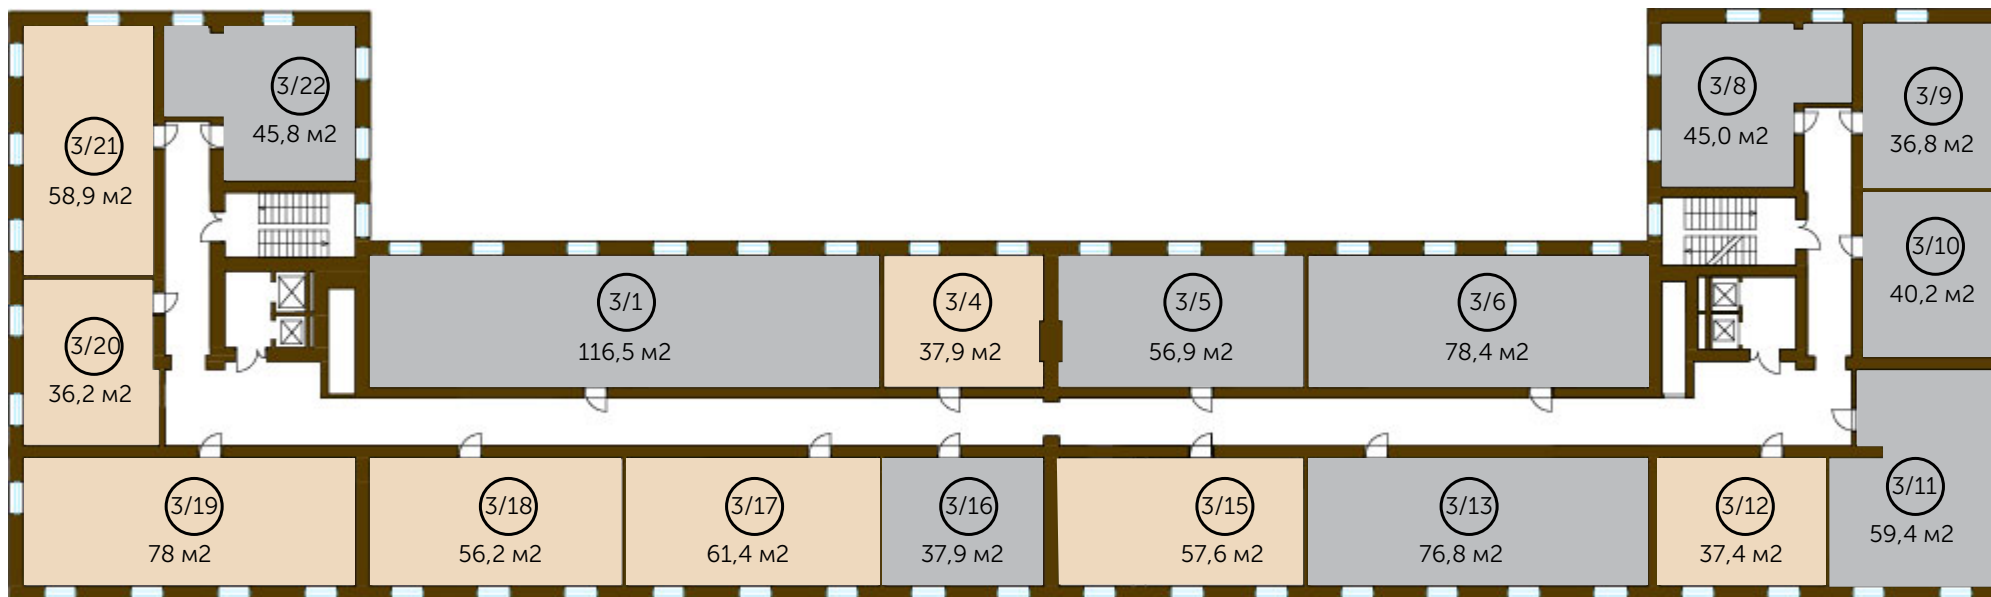 3/22
45,8 м2
3/21
58,9 м2
3/20
36,2 м2
3/8
45,0 м2
3/9
36,8 м2
3/10
40,2 м2
3/1
116,5 м2
3/4
37,9 м2
3/5
56,9 м2
3/6
78,4 м2
3/19
78 м2
3/18
56,2 м2
3/17
61,4 м2
3/16
37,9 м2
3/15
57,6 м2
3/13
76,8 м2
3/12
37,4 м2
3/11
59,4 м2